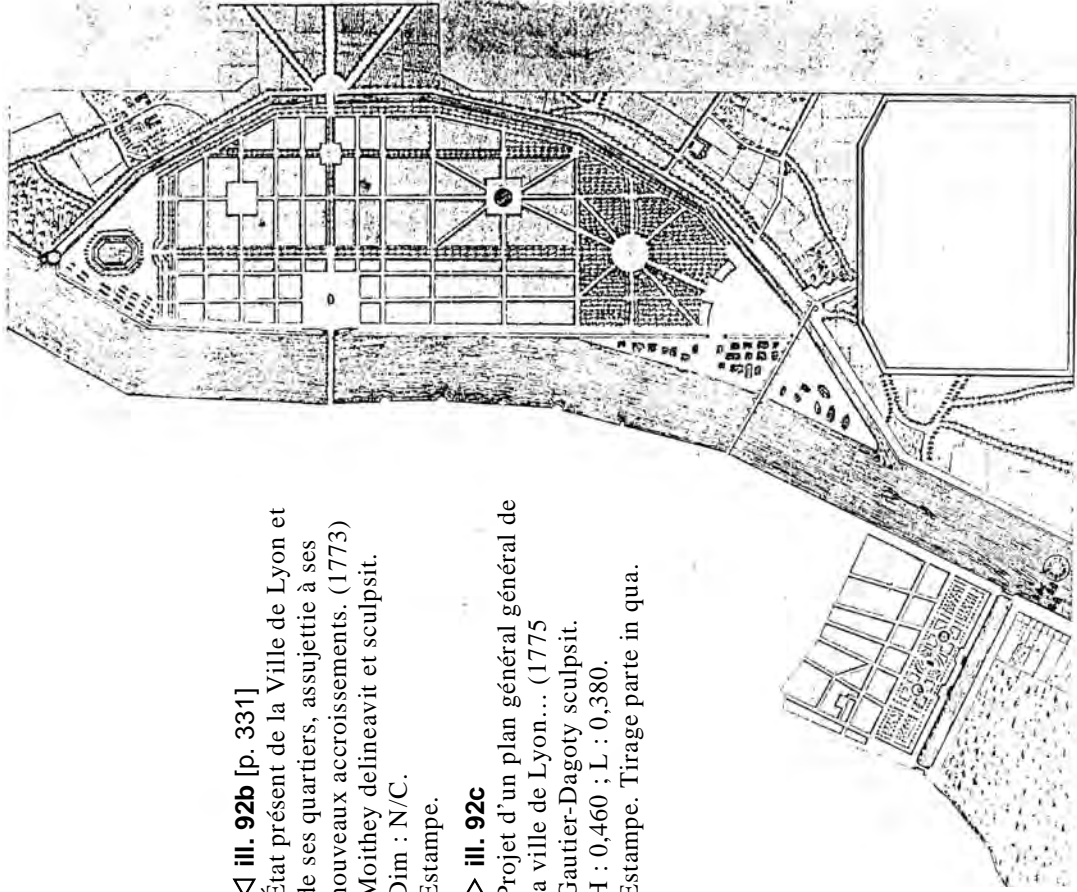 ◁ ill. 92b [p. 331]
État présent de la Ville de Lyon et
de ses quartiers, assujettie à ses
nouveaux accroissements. (1773)
Moithey delineavit et sculpsit.
Dim : N/C.
Estampe.
> ill. 92c
Projet d'un plan général général de
la ville de Lyon… (1775
Gautier-Dagoty sculpsit.
H : 0,460 ; L : 0,380.
Estampe. Tirage parte in qua.